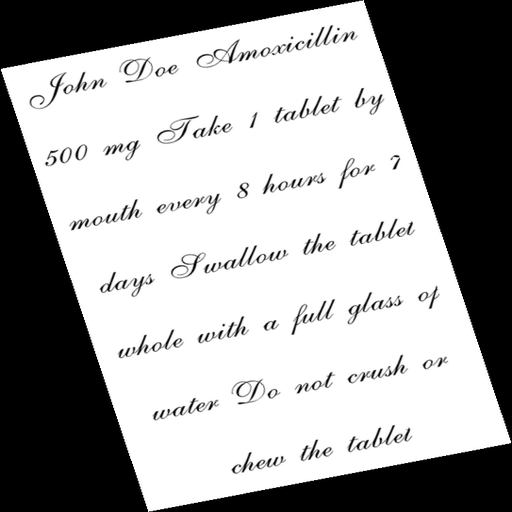 John Doe Amoxicillin
500 mg Take 1 tablet by
mouth every 8 hours for 7
days Swallow the tablet
whole with a full glass of
water Do not crush or
chew the tablet